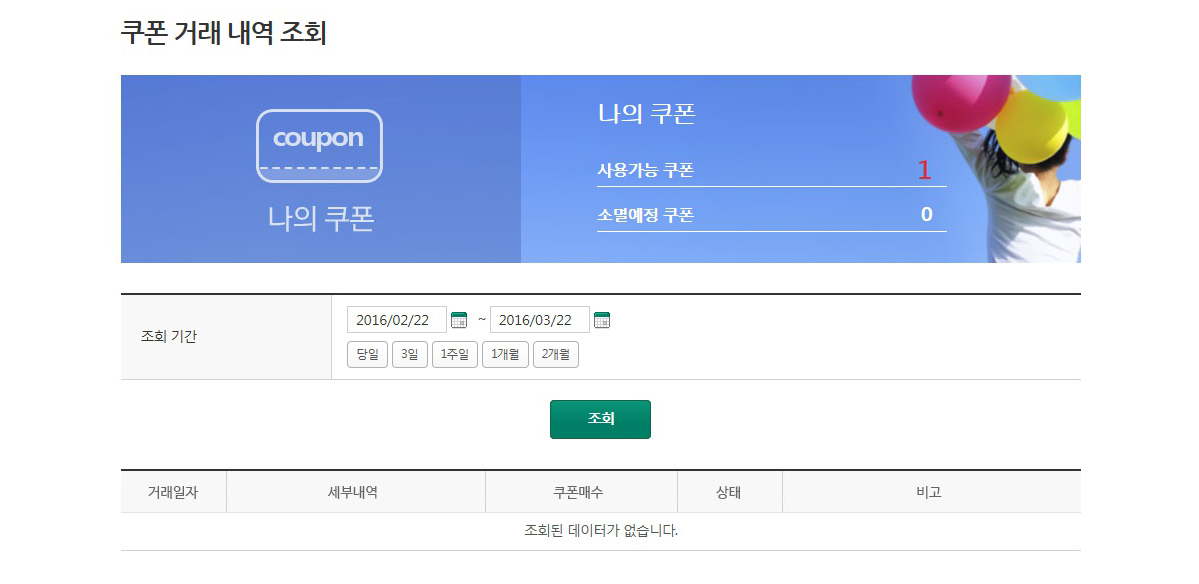 쿠폰 거래 내역 조회
coupon
나의 쿠폰
나의 쿠폰
사용가능 쿠폰 1
소멸예정 쿠폰 0
조회 기간
2016/02/22 ~ 2016/03/22
당일 3일 1주일 1개월 2개월
조회
거래일자 세부내역 쿠폰매수 상태 비고
조회된 데이터가 없습니다.